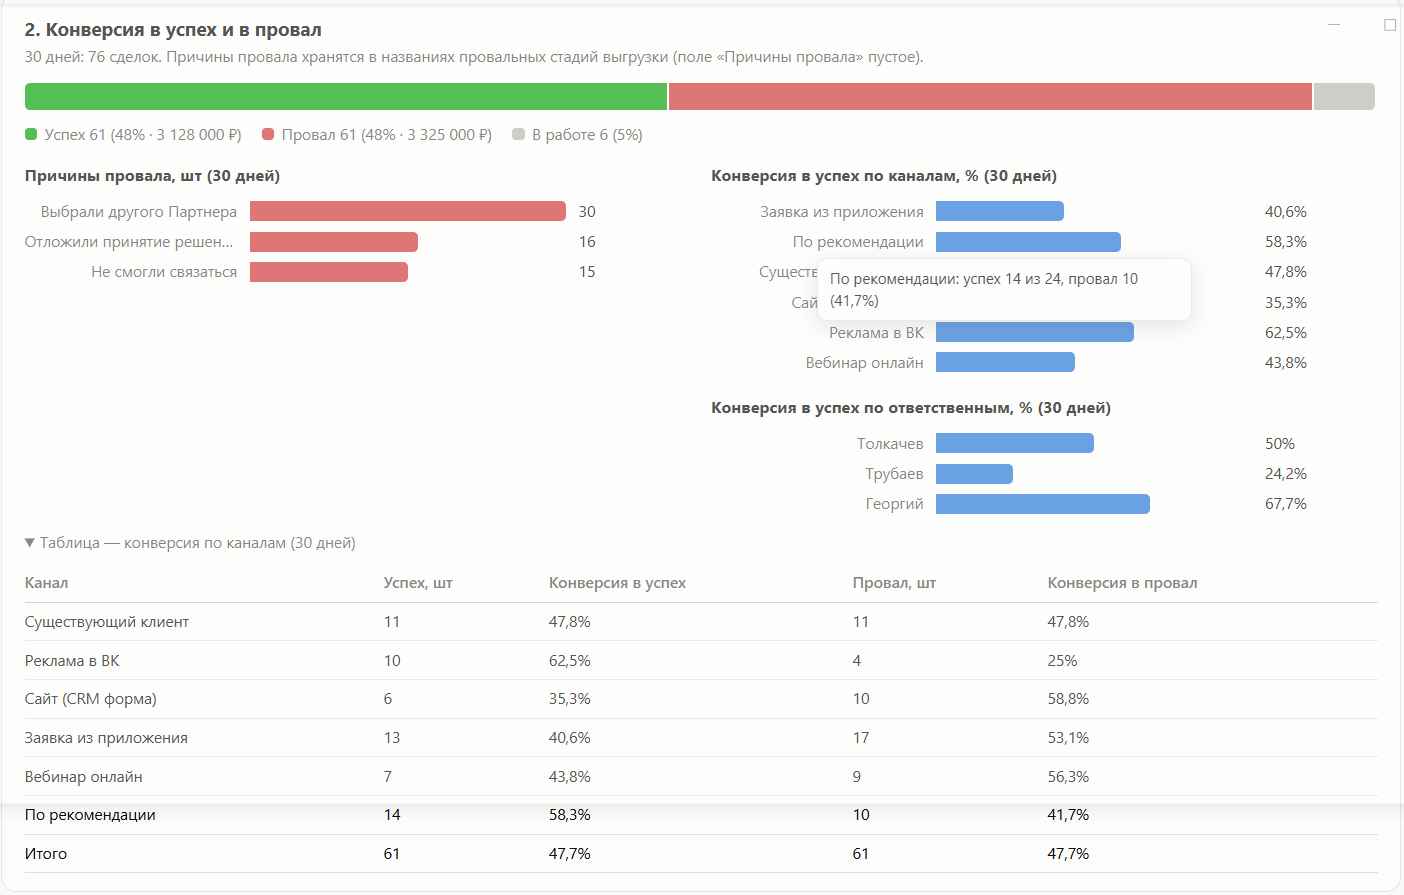 2. Конверсия в успех и в провал
30 дней: 76 сделок. Причины провала хранятся в названиях провальных стадий выгрузки (поле «Причины провала» пустое).
Успех 61 (48% · 3 128 000 ₽) Провал 61 (48% · 3 325 000 ₽) В работе 6 (5%)
Причины провала, шт (30 дней)
Выбрали другого Партнера 30
Отложили принятие решен... 16
Не смогли связаться 15
Конверсия в успех по каналам, % (30 дней)
Заявка из приложения 40,6%
По рекомендации 58,3%
Существ 47,8%
Сай 35,3%
По рекомендации: успех 14 из 24, провал 10
(41,7%)
Реклама в ВК 62,5%
Вебинар онлайн 43,8%
Конверсия в успех по ответственным, % (30 дней)
Толкачев 50%
Трубаев 24,2%
Георгий 67,7%
▼ Таблица — конверсия по каналам (30 дней)
Канал Успех, шт Конверсия в успех Провал, шт Конверсия в провал
Существующий клиент 11 47,8% 11 47,8%
Реклама в ВК 10 62,5% 4 25%
Сайт (CRM форма) 6 35,3% 10 58,8%
Заявка из приложения 13 40,6% 17 53,1%
Вебинар онлайн 7 43,8% 9 56,3%
По рекомендации 14 58,3% 10 41,7%
Итого 61 47,7% 61 47,7%